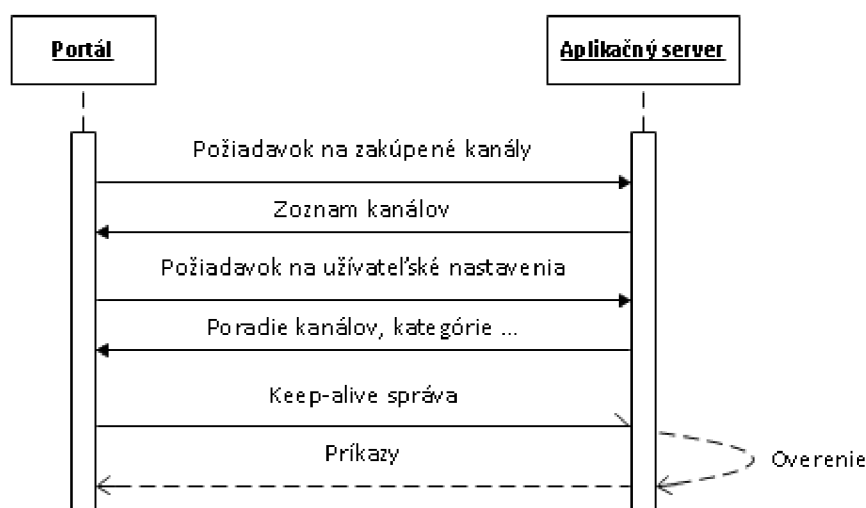 Portál
Aplikačný server
Požiadavok na zakúpené kanály
Zoznam kanálov
Požiadavok na užívateľské nastavenia
Poradie kanálov, kategórie ...
Keep-alive správa
Príkazy
Overenie